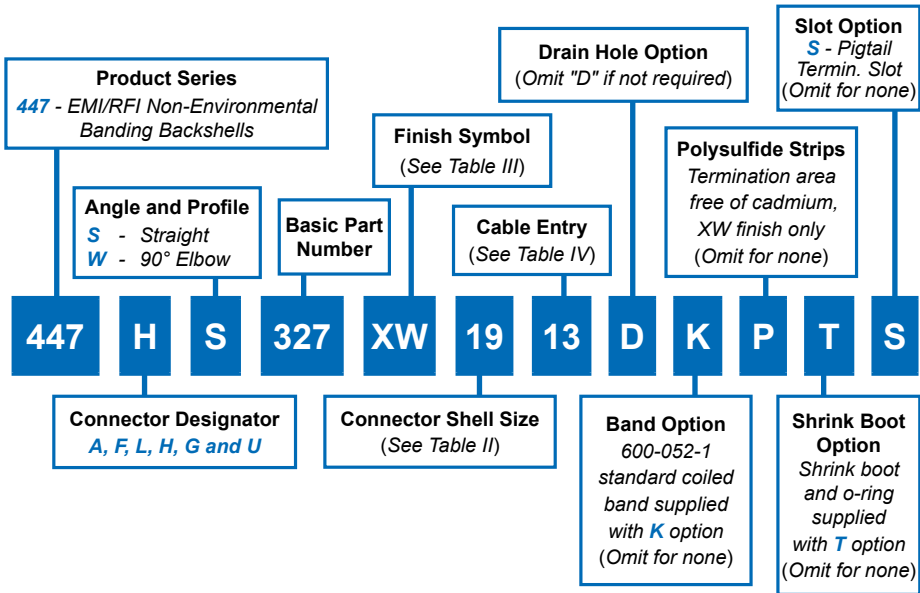 Product Series
447 - EMI/RFI Non-Environmental
Banding Backshells
Angle and Profile
S - Straight
W - 90° Elbow
Basic Part
Number
Finish Symbol
(See Table III)
Cable Entry
(See Table IV)
Drain Hole Option
(Omit "D" if not required)
Polysulfide Strips
Termination area
free of cadmium,
XW finish only
(Omit for none)
Slot Option
S - Pigtail
Termin. Slot
(Omit for none)
447 H S 327 XW 19 13 D K P T S
Connector Designator
A, F, L, H, G and U
Connector Shell Size
(See Table II)
Band Option
600-052-1
standard coiled
band supplied
with K option
(Omit for none)
Shrink Boot
Option
Shrink boot
and o-ring
supplied
with T option
(Omit for none)